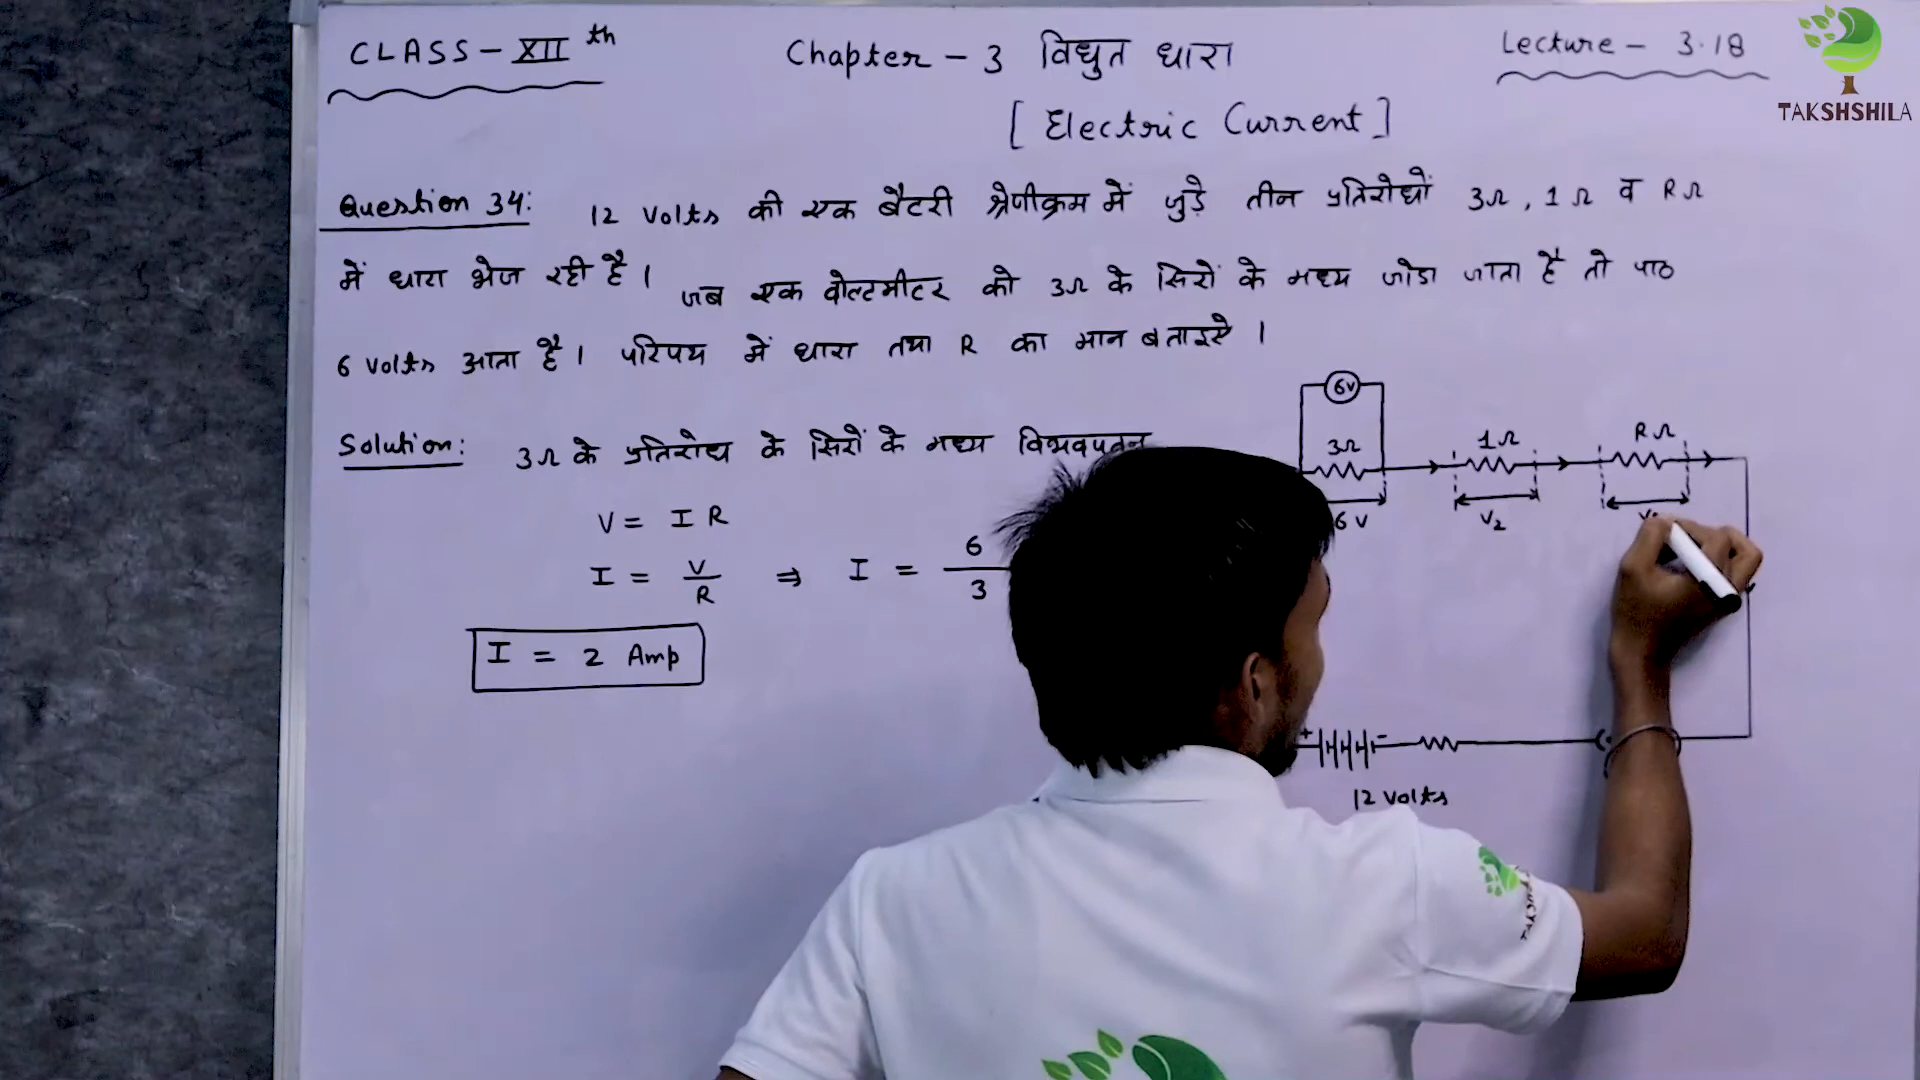 CLASS - XII th
Chapter - 3 विद्युत धारा
[ Electric Current ]
Lecture - 3.18
TAKSHSHILA
Question 34: 12 Volts की एक बैटरी श्रेणीक्रम में जुड़े तीन प्रतिरोधों 3Ω, 1Ω व RΩ
में धारा भेज रही है। जब एक वोल्टमीटर को 3Ω के सिरों के मध्य जोडा जाता है तो पाठ
6 Volts आता है। परिपथ में धारा तथा R का मान बताइये।
Solution: 3Ω के प्रतिरोध के सिरों के मध्य विभवपतन
V = I R
I = V/R ⇒ I = 6/3
I = 2 Amp
6V
3Ω
1Ω
RΩ
6 V
V2
+ -
12 Volts